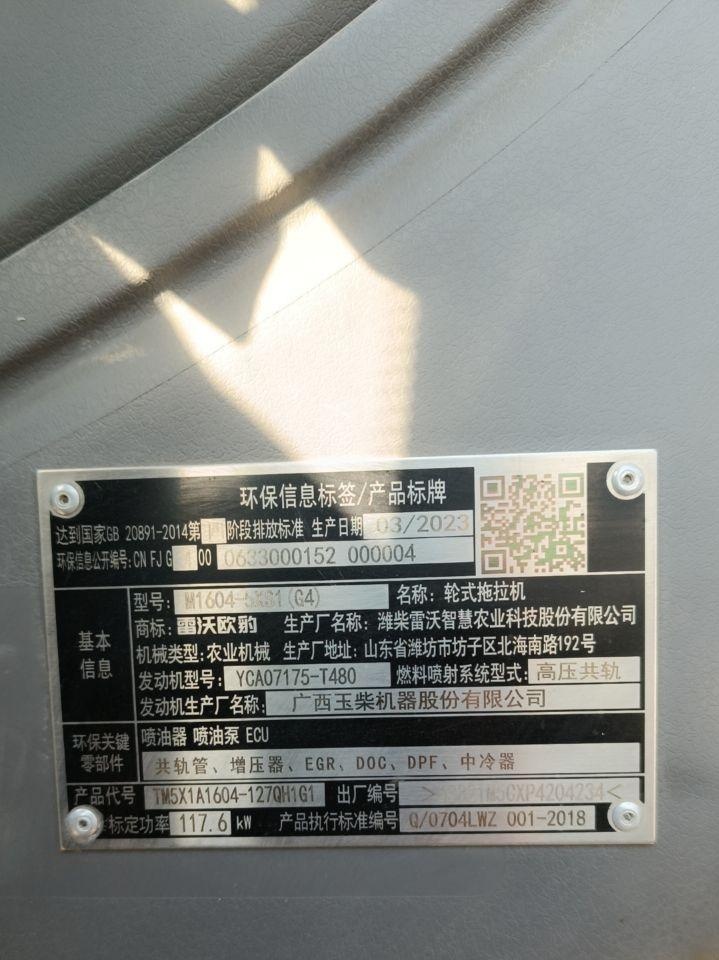 环保信息标签/产品标牌
达到国家GB 20891-2014第四阶段排放标准 生产日期 03/2023
环保信息公开编号: CN FJ G 00 0633000152 000004
基本信息
型号: M1604-5XS1(G4) 名称: 轮式拖拉机
商标: 雷沃欧豹 生产厂名称: 潍柴雷沃智慧农业科技股份有限公司
机械类型: 农业机械 生产厂地址: 山东省潍坊市坊子区北海南路192号
发动机型号: YCA07175-T480 燃料喷射系统型式: 高压共轨
发动机生产厂名称: 广西玉柴机器股份有限公司
环保关键零部件
喷油器 喷油泵 ECU
共轨管、增压器、EGR、DOC、DPF、中冷器
产品代号 TM5X1A1604-127QH1G1 出厂编号
标定功率 117.6 kW 产品执行标准编号 Q/0704LWZ 001-2018